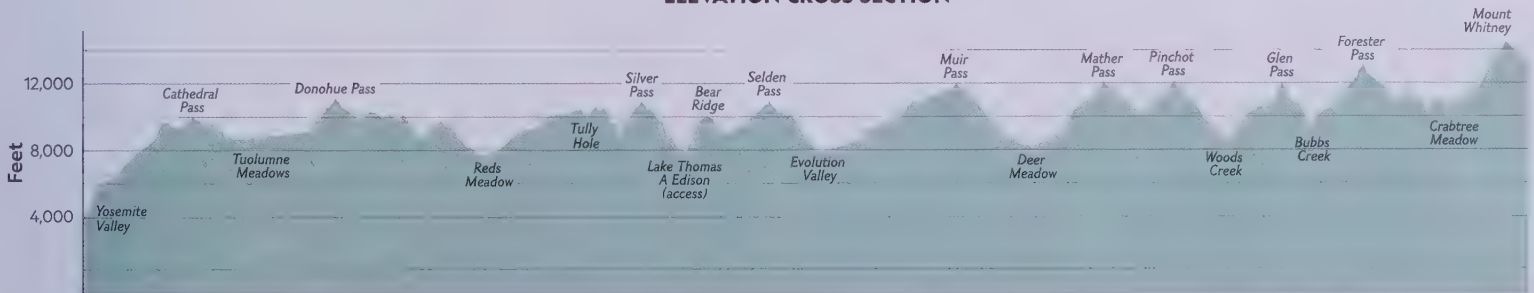 ELEVATION CROSS SECTION
Feet
12,000
8,000
4,000
Yosemite
Valley
Cathedral
Pass
Tuolumne
Meadows
Donohue Pass
Reds
Meadow
Tully
Hole
Silver
Pass
Lake Thomas
A Edison
(access)
Bear
Ridge
Selden
Pass
Evolution
Valley
Muir
Pass
Deer
Meadow
Mather
Pass
Pinchot
Pass
Woods
Creek
Glen
Pass
Bubbs
Creek
Forester
Pass
Crabtree
Meadow
Mount
Whitney